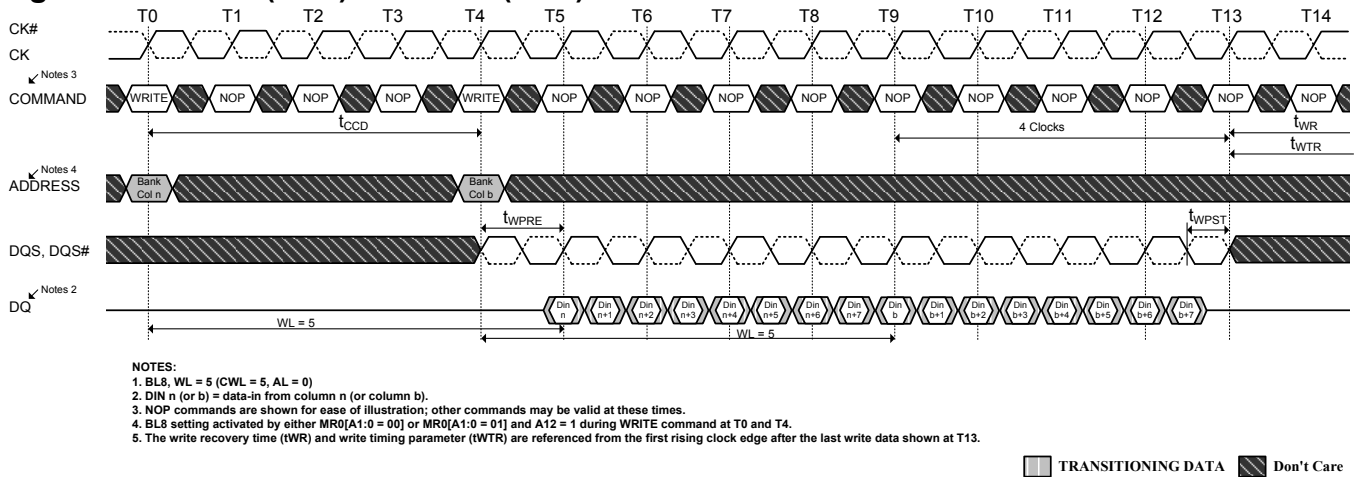 T0 T1 T2 T3 T4 T5 T6 T7 T8 T9 T10 T11 T12 T13 T14
CK#
CK
Notes 3
COMMAND WRITE NOP NOP NOP WRITE NOP NOP NOP NOP NOP NOP NOP NOP NOP NOP
tCCD 4 Clocks tWR
tWTR
Notes 4
ADDRESS
Bank Col n
Bank Col b
tWPRE tWPST
DQS, DQS#
Notes 2
DQ
Din n
Din n+1
Din n+2
Din n+3
Din n+4
Din n+5
Din n+6
Din n+7
Din b
Din b+1
Din b+2
Din b+3
Din b+4
Din b+5
Din b+6
Din b+7
WL = 5 WL = 5
NOTES:
1. BL8, WL = 5 (CWL = 5, AL = 0)
2. DIN n (or b) = data-in from column n (or column b).
3. NOP commands are shown for ease of illustration; other commands may be valid at these times.
4. BL8 setting activated by either MR0[A1:0 = 00] or MR0[A1:0 = 01] and A12 = 1 during WRITE command at T0 and T4.
5. The write recovery time (tWR) and write timing parameter (tWTR) are referenced from the first rising clock edge after the last write data shown at T13.
TRANSITIONING DATA Don't Care